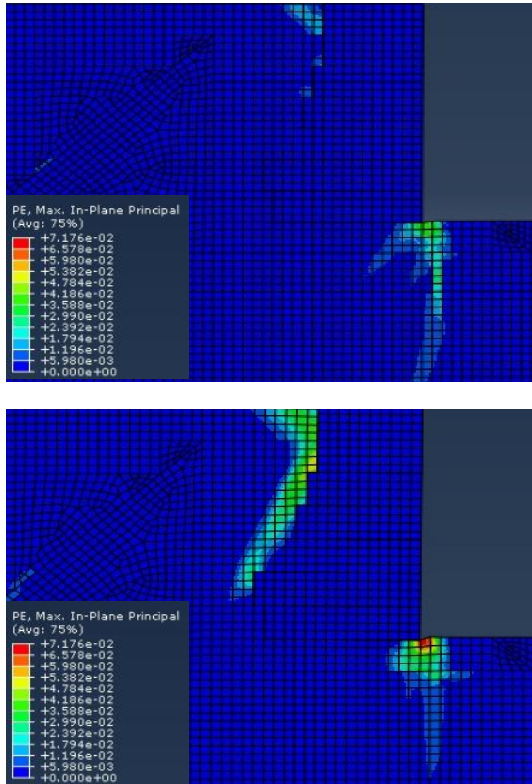 PE, Max. In-Plane Principal
(Avg: 75%)
+7.176e-02
+6.578e-02
+5.980e-02
+5.382e-02
+4.784e-02
+4.186e-02
+3.588e-02
+2.990e-02
+2.392e-02
+1.794e-02
+1.196e-02
+5.980e-03
+0.000e+00
PE, Max. In-Plane Principal
(Avg: 75%)
+7.176e-02
+6.578e-02
+5.980e-02
+5.382e-02
+4.784e-02
+4.186e-02
+3.588e-02
+2.990e-02
+2.392e-02
+1.794e-02
+1.196e-02
+5.980e-03
+0.000e+00